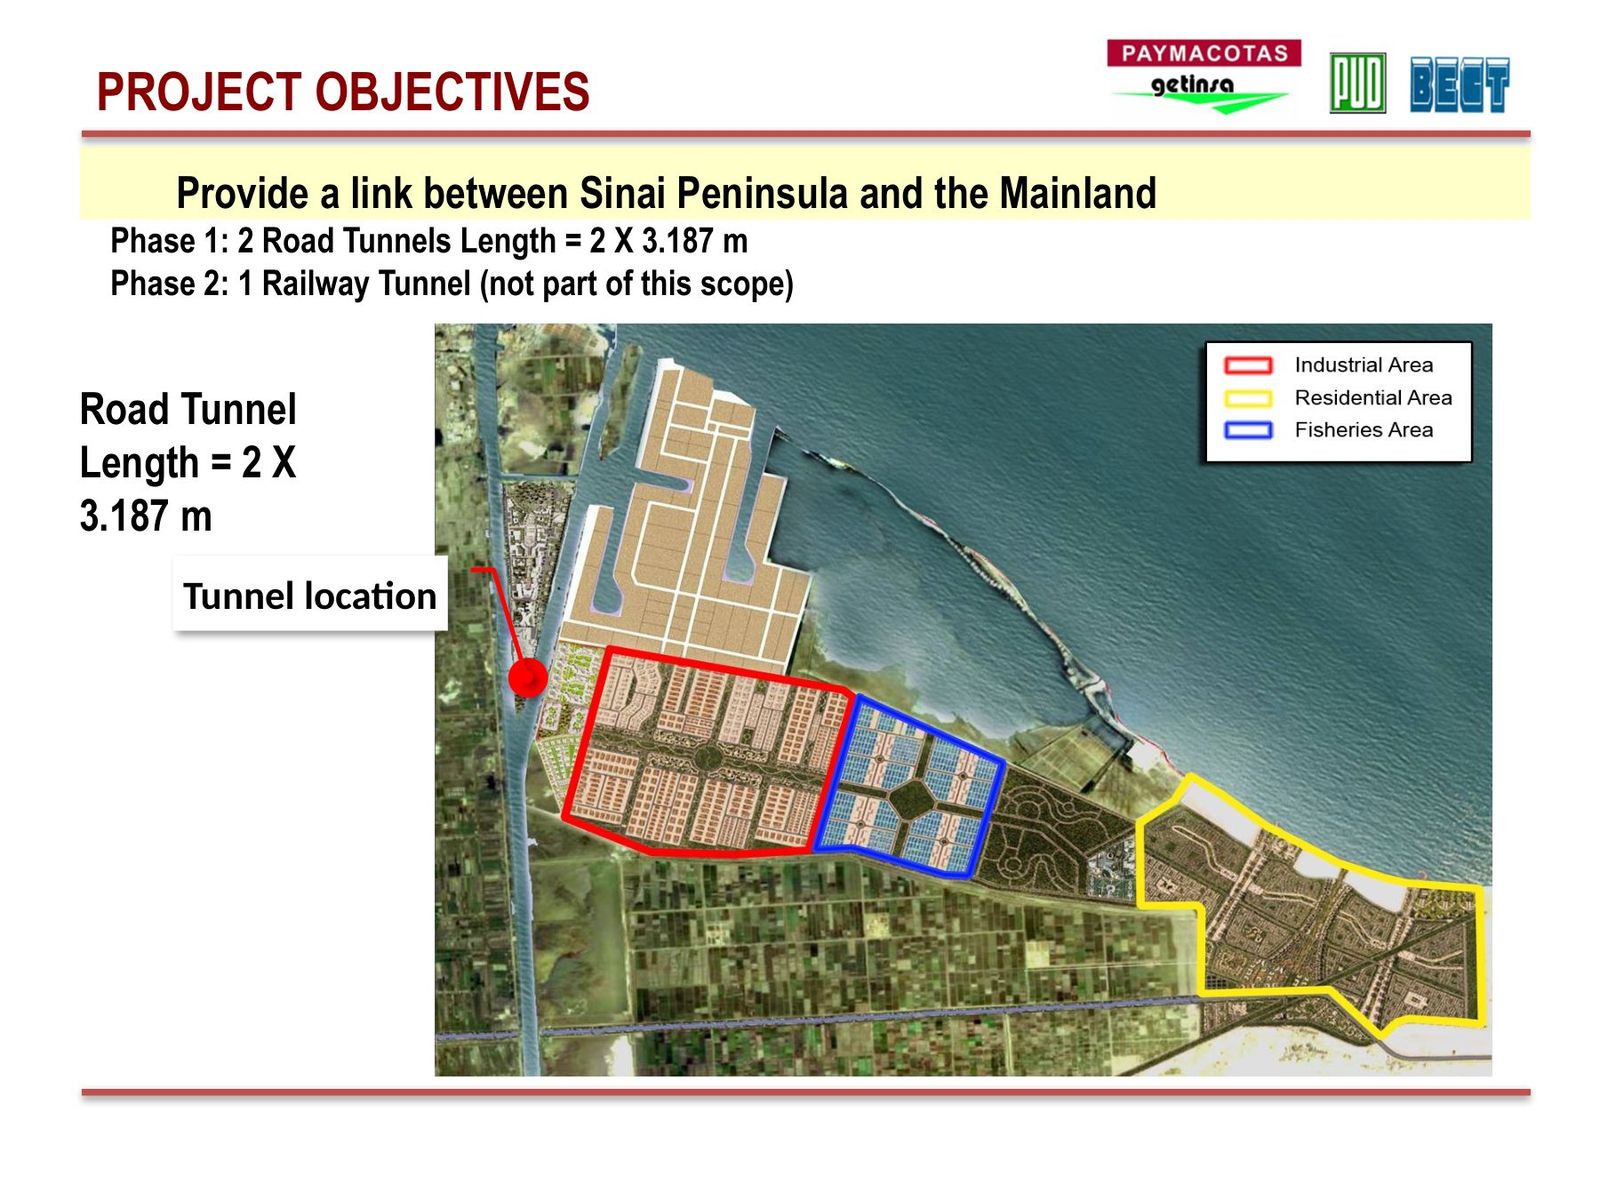 PROJECT OBJECTIVES
PAYMACOTAS
getinsa
PUD
BECT
Provide a link between Sinai Peninsula and the Mainland
Phase 1: 2 Road Tunnels Length = 2 X 3.187 m
Phase 2: 1 Railway Tunnel (not part of this scope)
Road Tunnel
Length = 2 X
3.187 m
Tunnel location
Industrial Area
Residential Area
Fisheries Area